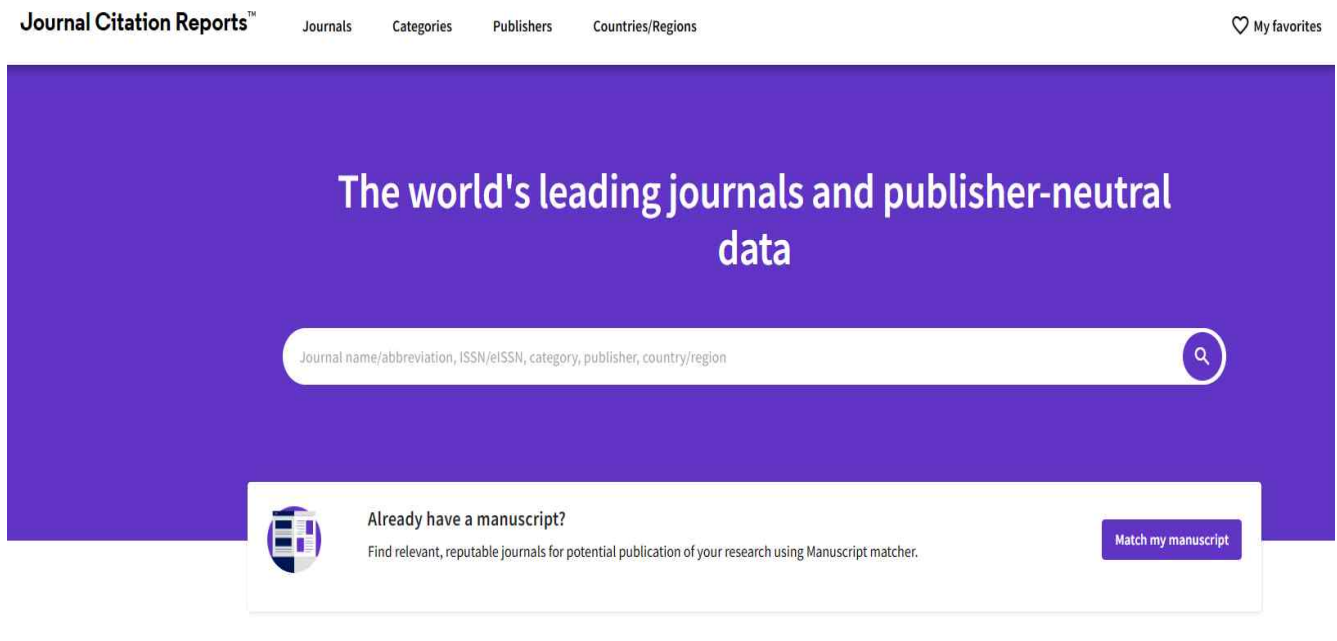 Journal Citation Reports™
Journals
Categories
Publishers
Countries/Regions
My favorites
The world's leading journals and publisher-neutral
data
Journal name/abbreviation, ISSN/eISSN, category, publisher, country/region
Already have a manuscript?
Find relevant, reputable journals for potential publication of your research using Manuscript matcher.
Match my manuscript